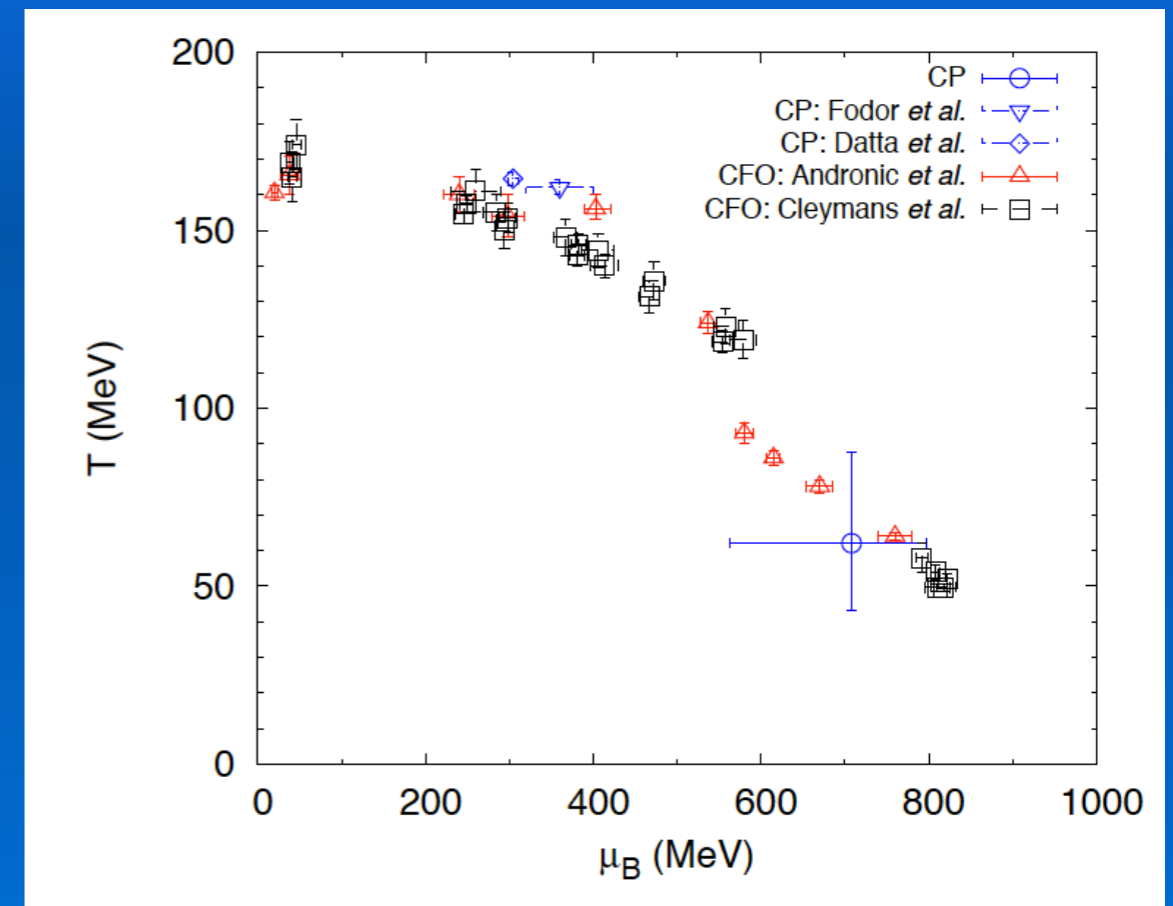 200
150
100
50
0
T (MeV)
CP
CP: Fodor et al.
CP: Datta et al.
CFO: Andronic et al.
CFO: Cleymans et al.
0 200 400 600 800 1000
μB (MeV)